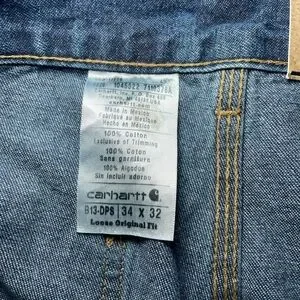 Made in Mexico
Fabriqué au Mexique
Hecho en Mexico
100% Cotton
Exclusive of Trimming
100% Coton
Sans garniture
100% Algodon
Sin incluir adorno
carhartt
B13-DPS 34 X 32
Loose Original Fit